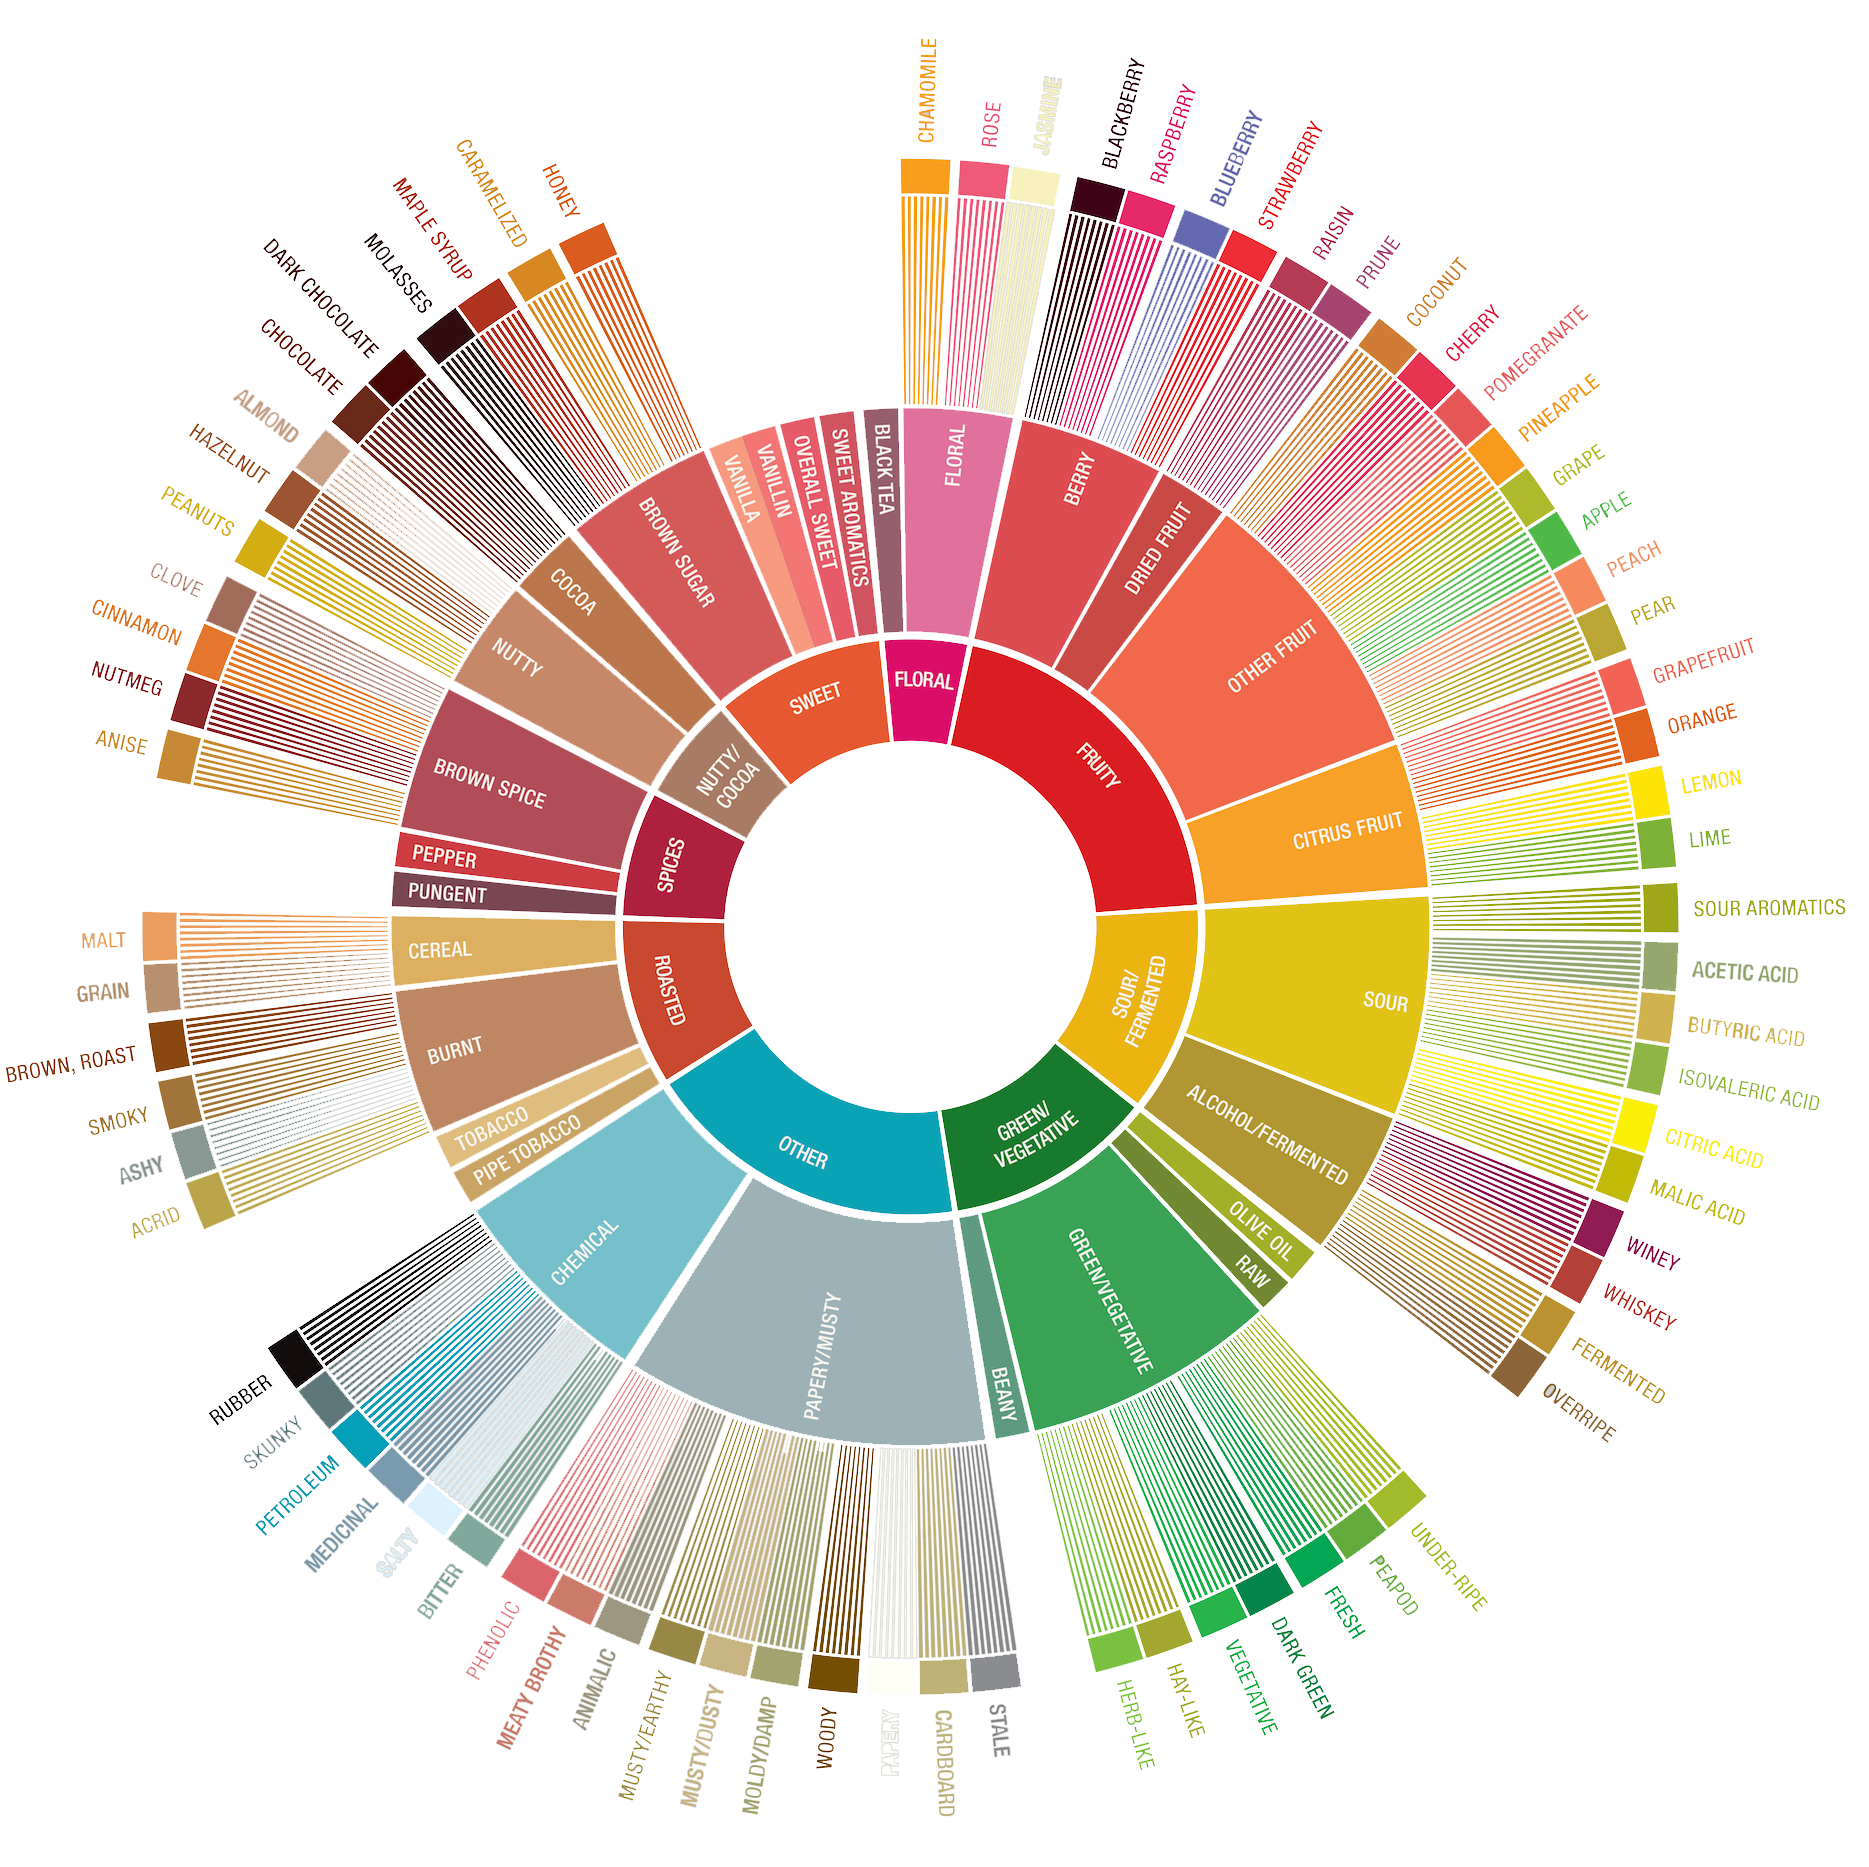 CHAMOMILE
ROSE
JASMINE
BLACKBERRY
RASPBERRY
BLUEBERRY
STRAWBERRY
RAISIN
PRUNE
COCONUT
CHERRY
POMEGRANATE
PINEAPPLE
GRAPE
APPLE
PEACH
PEAR
GRAPEFRUIT
ORANGE
LEMON
LIME
SOUR AROMATICS
ACETIC ACID
BUTYRIC ACID
ISOVALERIC ACID
CITRIC ACID
MALIC ACID
WINEY
WHISKEY
FERMENTED
OVERRIPE
UNDER-RIPE
PEAPOD
FRESH
DARK GREEN
VEGETATIVE
HAY-LIKE
HERB-LIKE
STALE
CARDBOARD
PAPERY
WOODY
MOLDY/DAMP
MUSTY/DUSTY
MUSTY/EARTHY
ANIMALIC
MEATY BROTHY
PHENOLIC
BITTER
SALTY
MEDICINAL
PETROLEUM
SKUNKY
RUBBER
ACRID
ASHY
SMOKY
BROWN, ROAST
GRAIN
MALT
ANISE
NUTMEG
CINNAMON
CLOVE
PEANUTS
HAZELNUT
ALMOND
CHOCOLATE
DARK CHOCOLATE
MOLASSES
MAPLE SYRUP
CARAMELIZED
HONEY
FLORAL
BERRY
DRIED FRUIT
OTHER FRUIT
CITRUS FRUIT
SOUR
ALCOHOL/FERMENTED
OLIVE OIL
RAW
GREEN/VEGETATIVE
BEANY
PAPERY/MUSTY
CHEMICAL
PIPE TOBACCO
TOBACCO
BURNT
CEREAL
PUNGENT
PEPPER
BROWN SPICE
NUTTY
COCOA
BROWN SUGAR
VANILLA
VANILLIN
OVERALL SWEET
SWEET AROMATICS
BLACK TEA
FLORAL
FRUITY
SOUR/
FERMENTED
GREEN/
VEGETATIVE
OTHER
ROASTED
SPICES
NUTTY/
COCOA
SWEET